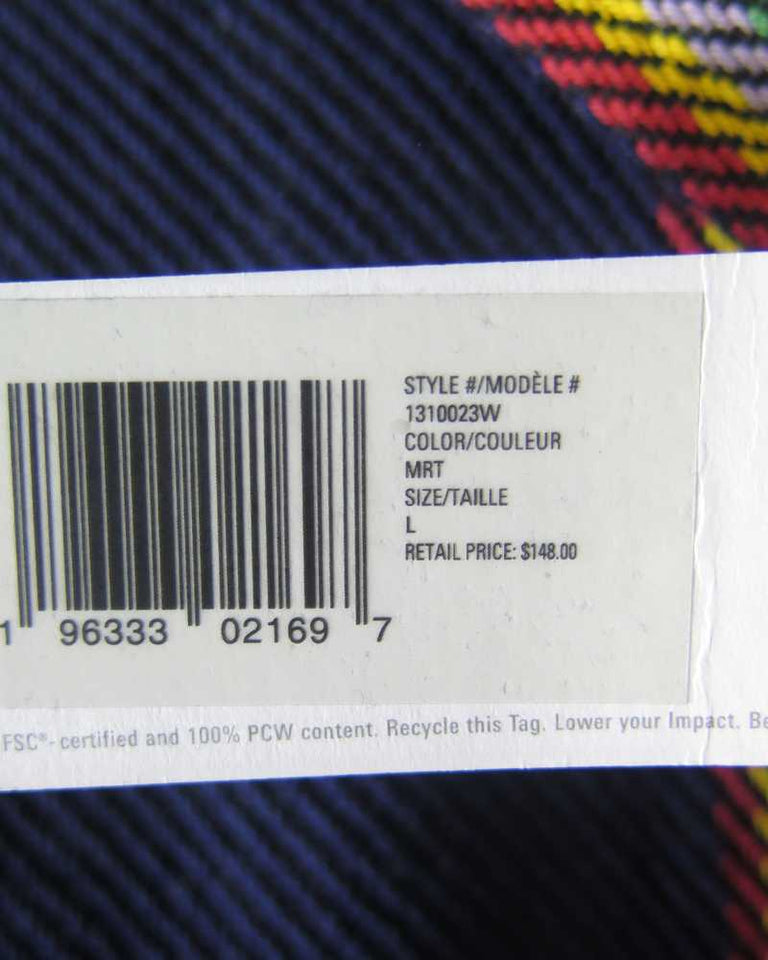 STYLE #/MODÈLE #
1310023W
COLOR/COULEUR
MRT
SIZE/TAILLE
L
RETAIL PRICE: $148.00
1 96333 02169 7
FSC®-certified and 100% PCW content. Recycle this Tag. Lower your Impact. Be